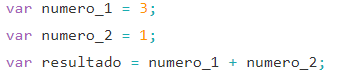 var numero_1 = 3;
var numero_2 = 1;
var resultado = numero_1 + numero_2;